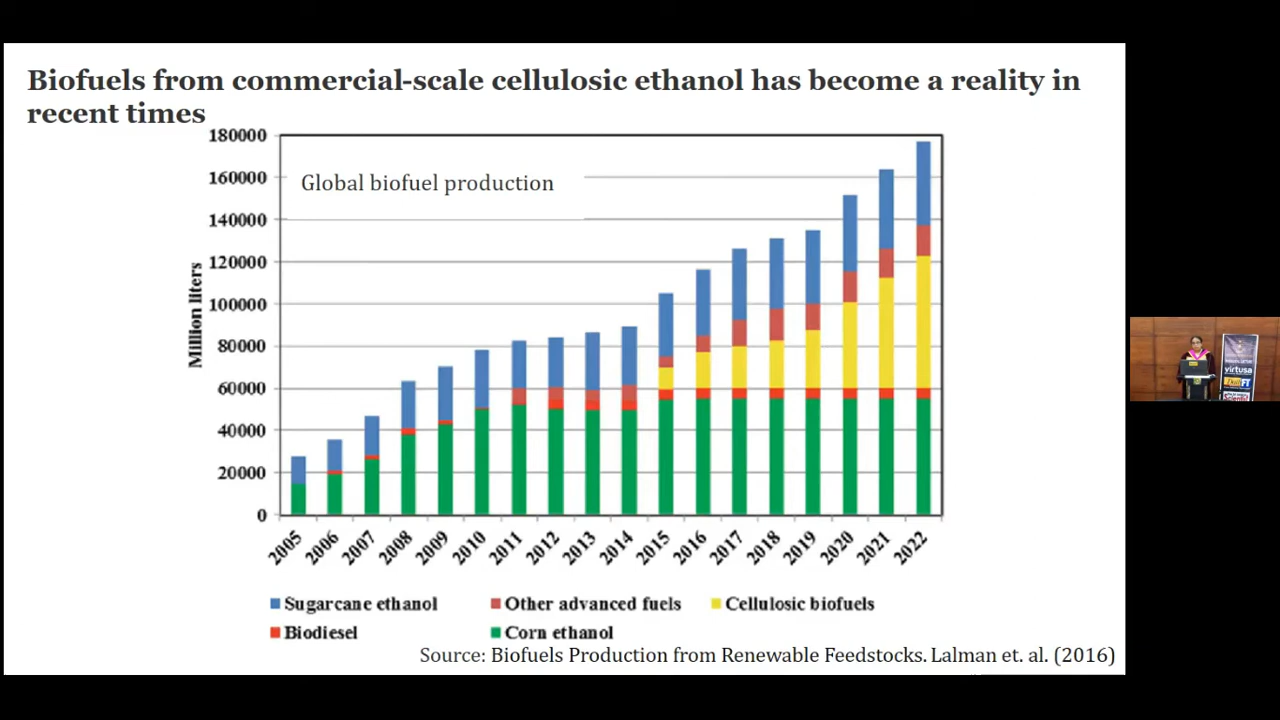 Biofuels from commercial-scale cellulosic ethanol has become a reality in
recent times
180000
160000
140000
120000
100000
80000
60000
40000
20000
0
Million liters
Global biofuel production
2005 2006 2007 2008 2009 2010 2011 2012 2013 2014 2015 2016 2017 2018 2019 2020 2021 2022
Sugarcane ethanol Other advanced fuels Cellulosic biofuels
Biodiesel Corn ethanol
Source: Biofuels Production from Renewable Feedstocks. Lalman et. al. (2016)
virtusa
FT